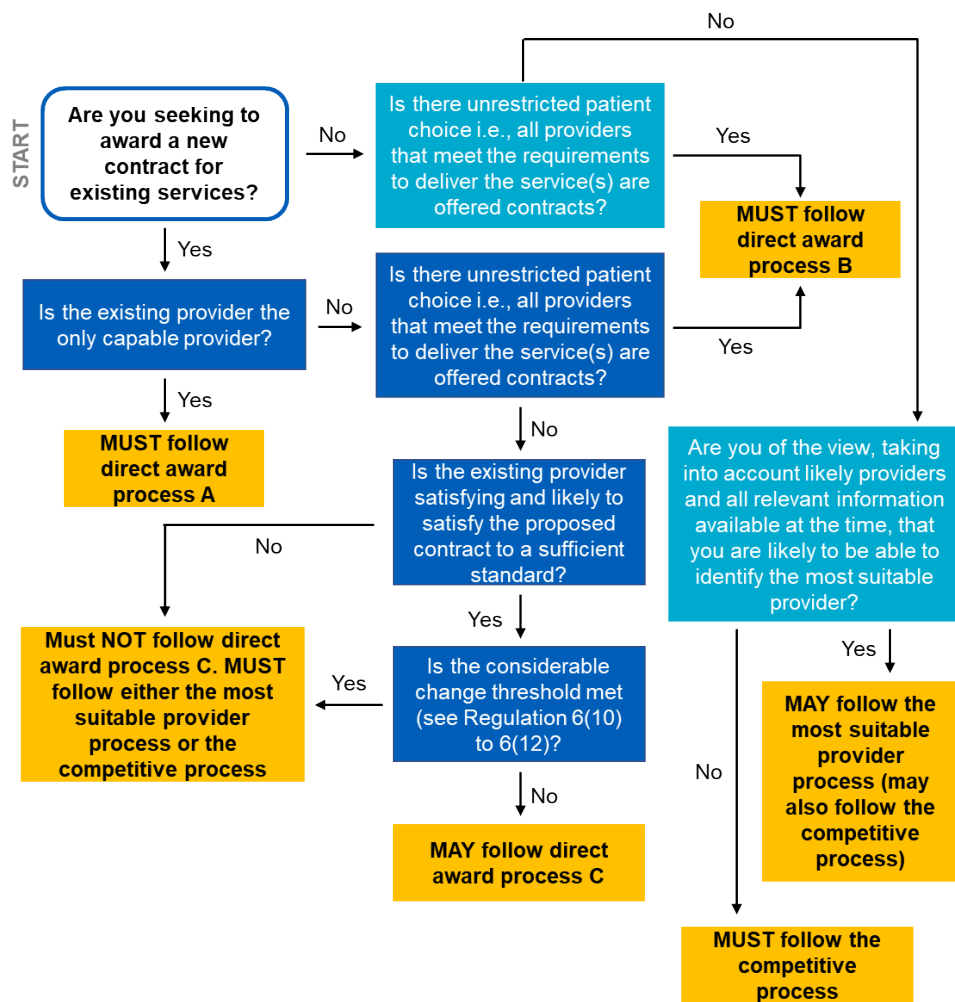 START
Are you seeking to
award a new
contract for
existing services?
No
Is there unrestricted patient
choice i.e., all providers
that meet the requirements
to deliver the service(s) are
offered contracts?
No
Yes
MUST follow
direct award
process B
Yes
Is the existing provider the
only capable provider?
No
Is there unrestricted patient
choice i.e., all providers
that meet the requirements
to deliver the service(s) are
offered contracts?
Yes
Yes
MUST follow
direct award
process A
No
Is the existing provider
satisfying and likely to
satisfy the proposed
contract to a sufficient
standard?
Are you of the view, taking
into account likely providers
and all relevant information
available at the time, that
you are likely to be able to
identify the most suitable
provider?
No
Yes
Must NOT follow direct
award process C. MUST
follow either the most
suitable provider
process or the
competitive process
Yes
Is the considerable
change threshold met
(see Regulation 6(10)
to 6(12)?
No
MAY follow direct
award process C
Yes
MAY follow the
most suitable
provider
process (may
also follow the
competitive
process)
No
MUST follow the
competitive
process